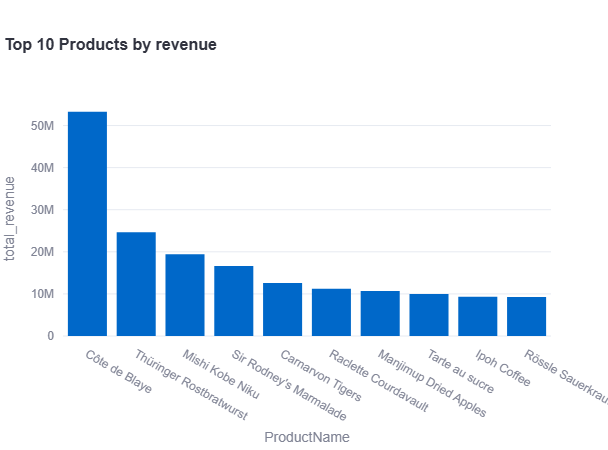 Top 10 Products by revenue
total_revenue
50M
40M
30M
20M
10M
0
Côte de Blaye
Thüringer Rostbratwurst
Mishi Kobe Niku
Sir Rodney's Marmalade
Carnarvon Tigers
Raclette Courdavault
Manjimup Dried Apples
Tarte au sucre
Ipoh Coffee
Rössle
ProductName